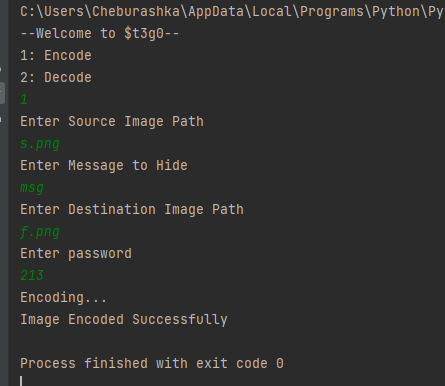 C:\Users\Cheburashka\AppData\Local\Programs\Python\Py
--Welcome to $t3g0--
1: Encode
2: Decode
1
Enter Source Image Path
s.png
Enter Message to Hide
msg
Enter Destination Image Path
f.png
Enter password
213
Encoding...
Image Encoded Successfully
Process finished with exit code 0